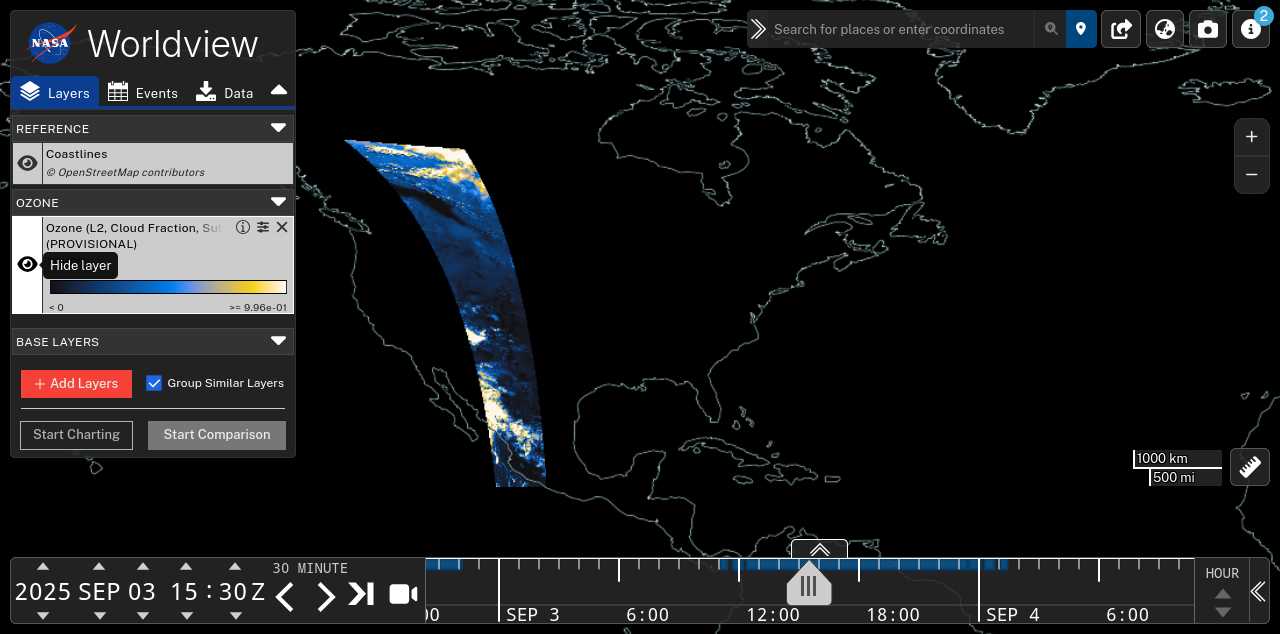 NASA Worldview
Search for places or enter coordinates
2
Layers
Events
Data
REFERENCE
Coastlines
© OpenStreetMap contributors
OZONE
Ozone (L2, Cloud Fraction,
(PROVISIONAL)
Hide layer
< 0
>= 9.96e-01
BASE LAYERS
+ Add Layers
Group Similar Layers
Start Charting
Start Comparison
+
−
1000 km
500 mi
2025 SEP 03 15 : 30 Z
30 MINUTE
SEP 3
6:00
12:00
18:00
SEP 4
6:00
HOUR